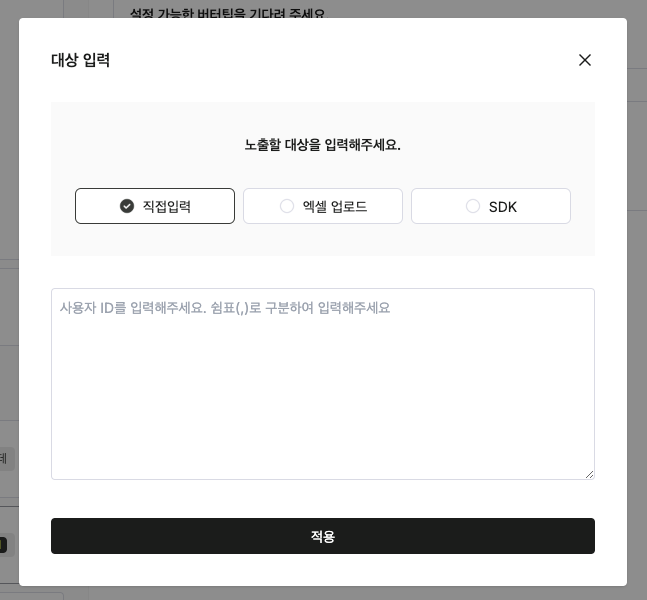 설정 가능한 버터팁을 기다려 주세요
대상 입력
노출할 대상을 입력해주세요.
직접입력
엑셀 업로드
SDK
사용자 ID를 입력해주세요. 쉼표(,)로 구분하여 입력해주세요
적용